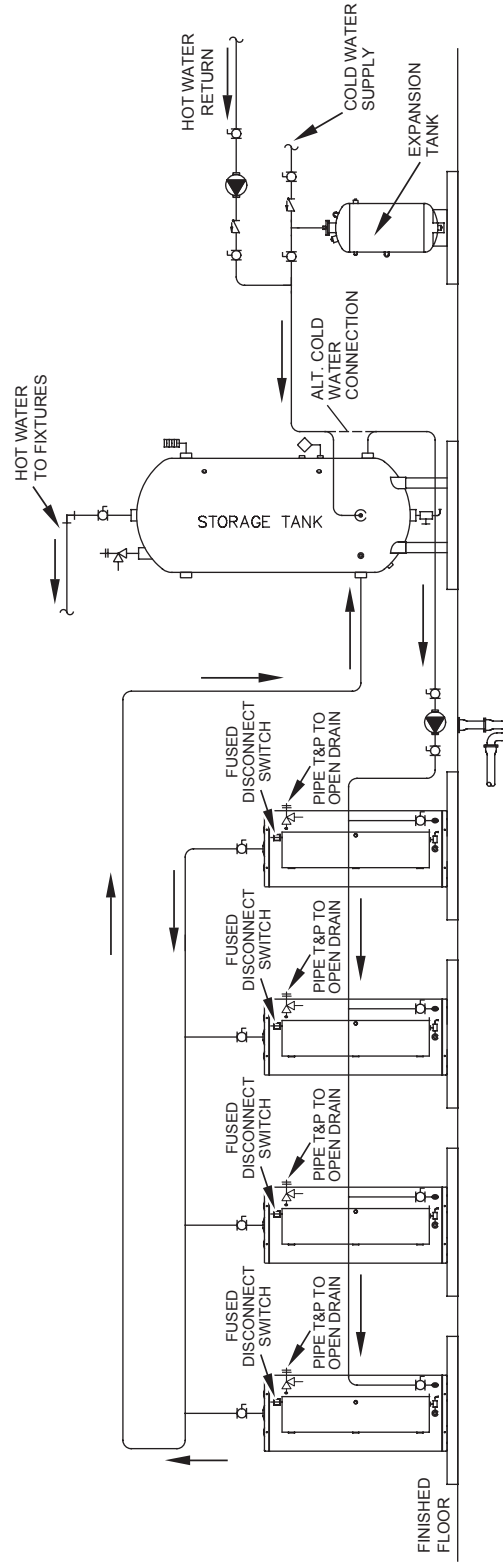 HOT WATER
TO FIXTURES
HOT WATER
RETURN
COLD WATER
SUPPLY
EXPANSION
TANK
ALT. COLD
WATER
CONNECTION
STORAGE TANK
FUSED
DISCONNECT
SWITCH
PIPE T&P TO
OPEN DRAIN
FUSED
DISCONNECT
SWITCH
PIPE T&P TO
OPEN DRAIN
FUSED
DISCONNECT
SWITCH
PIPE T&P TO
OPEN DRAIN
FUSED
DISCONNECT
SWITCH
PIPE T&P TO
OPEN DRAIN
FINISHED
FLOOR